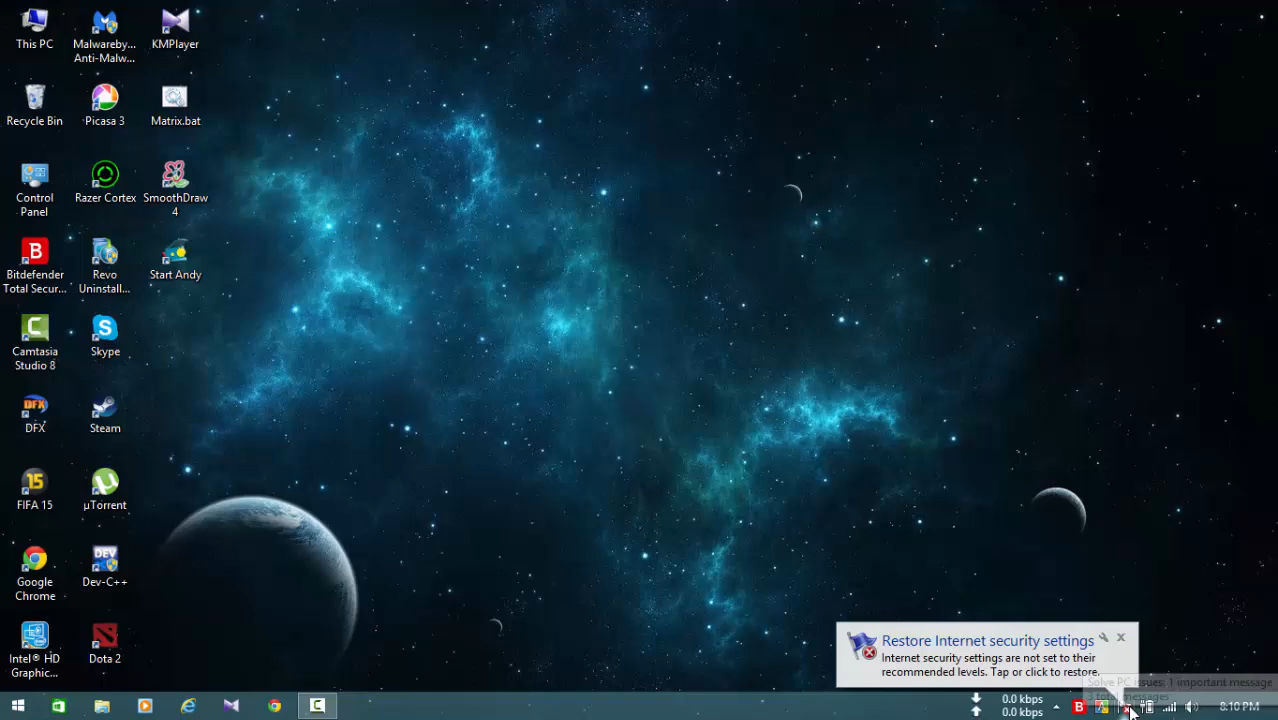 This PC
Malwareby...
Anti-Malw...
KMPlayer
Recycle Bin
Picasa 3
Matrix.bat
Control
Panel
Razer Cortex
SmoothDraw
4
Bitdefender
Total Secur...
Revo
Uninstall...
Start Andy
Camtasia
Studio 8
Skype
DFX
Steam
FIFA 15
µTorrent
Google
Chrome
Dev-C++
Intel® HD
Graphic...
Dota 2
Restore Internet security settings
Internet security settings are not set to their
recommended levels. Tap or click to restore.
Solve PC issues: 1 important message
3 total messages
0.0 kbps
0.0 kbps
8:10 PM